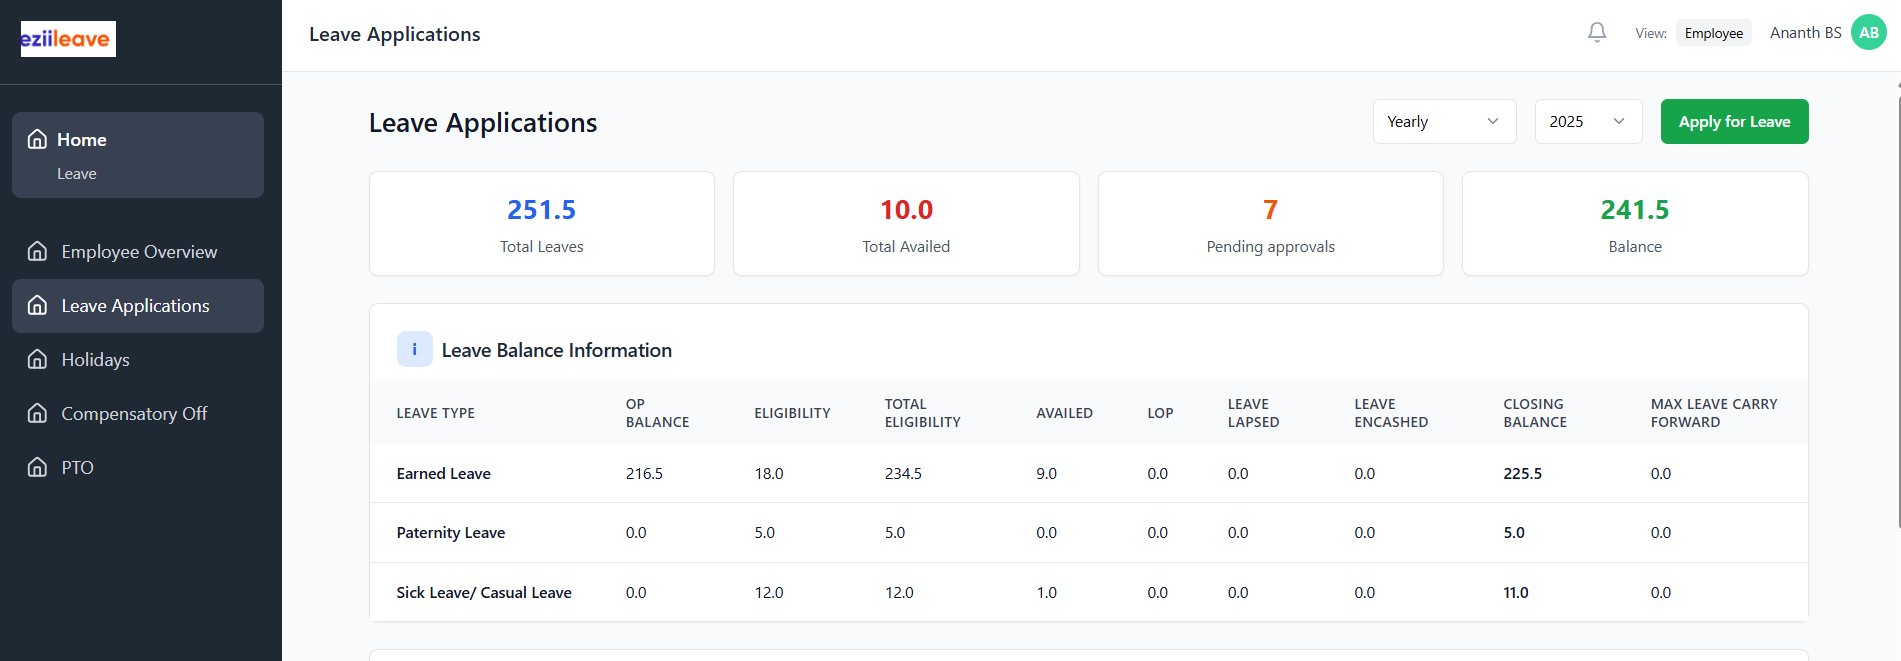 eziileave
Leave Applications
View: Employee Ananth BS AB
Home
Leave
Employee Overview
Leave Applications
Holidays
Compensatory Off
PTO
Leave Applications
Yearly 2025 Apply for Leave
251.5 10.0 7 241.5
Total Leaves Total Availed Pending approvals Balance
i Leave Balance Information
LEAVE TYPE OP BALANCE ELIGIBILITY TOTAL ELIGIBILITY AVAILED LOP LEAVE LAPSED LEAVE ENCASHED CLOSING BALANCE MAX LEAVE CARRY FORWARD
Earned Leave 216.5 18.0 234.5 9.0 0.0 0.0 0.0 225.5 0.0
Paternity Leave 0.0 5.0 5.0 0.0 0.0 0.0 0.0 5.0 0.0
Sick Leave/ Casual Leave 0.0 12.0 12.0 1.0 0.0 0.0 0.0 11.0 0.0